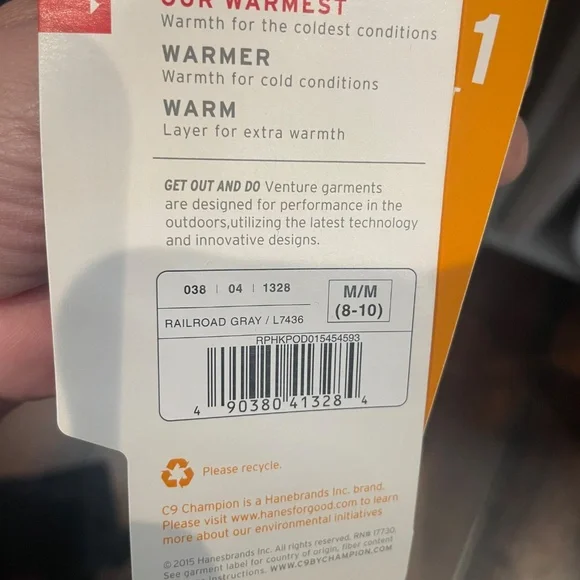 OUR WARMEST
Warmth for the coldest conditions
WARMER
Warmth for cold conditions
WARM
Layer for extra warmth
1
GET OUT AND DO Venture garments
are designed for performance in the
outdoors,utilizing the latest technology
and innovative designs.
038 | 04 | 1328
M/M
(8-10)
RAILROAD GRAY / L7436
RPHKPOD015454593
4 90380 41328 4
Please recycle.
C9 Champion is a Hanebrands Inc. brand.
Please visit www.hanesforgood.com to learn
more about our environmental initiatives
© 2015 Hanesbrands Inc. All rights reserved. RN# 17730.
See garment label for country of origin, fiber content
instructions. WWW.C9BYCHAMPION.COM